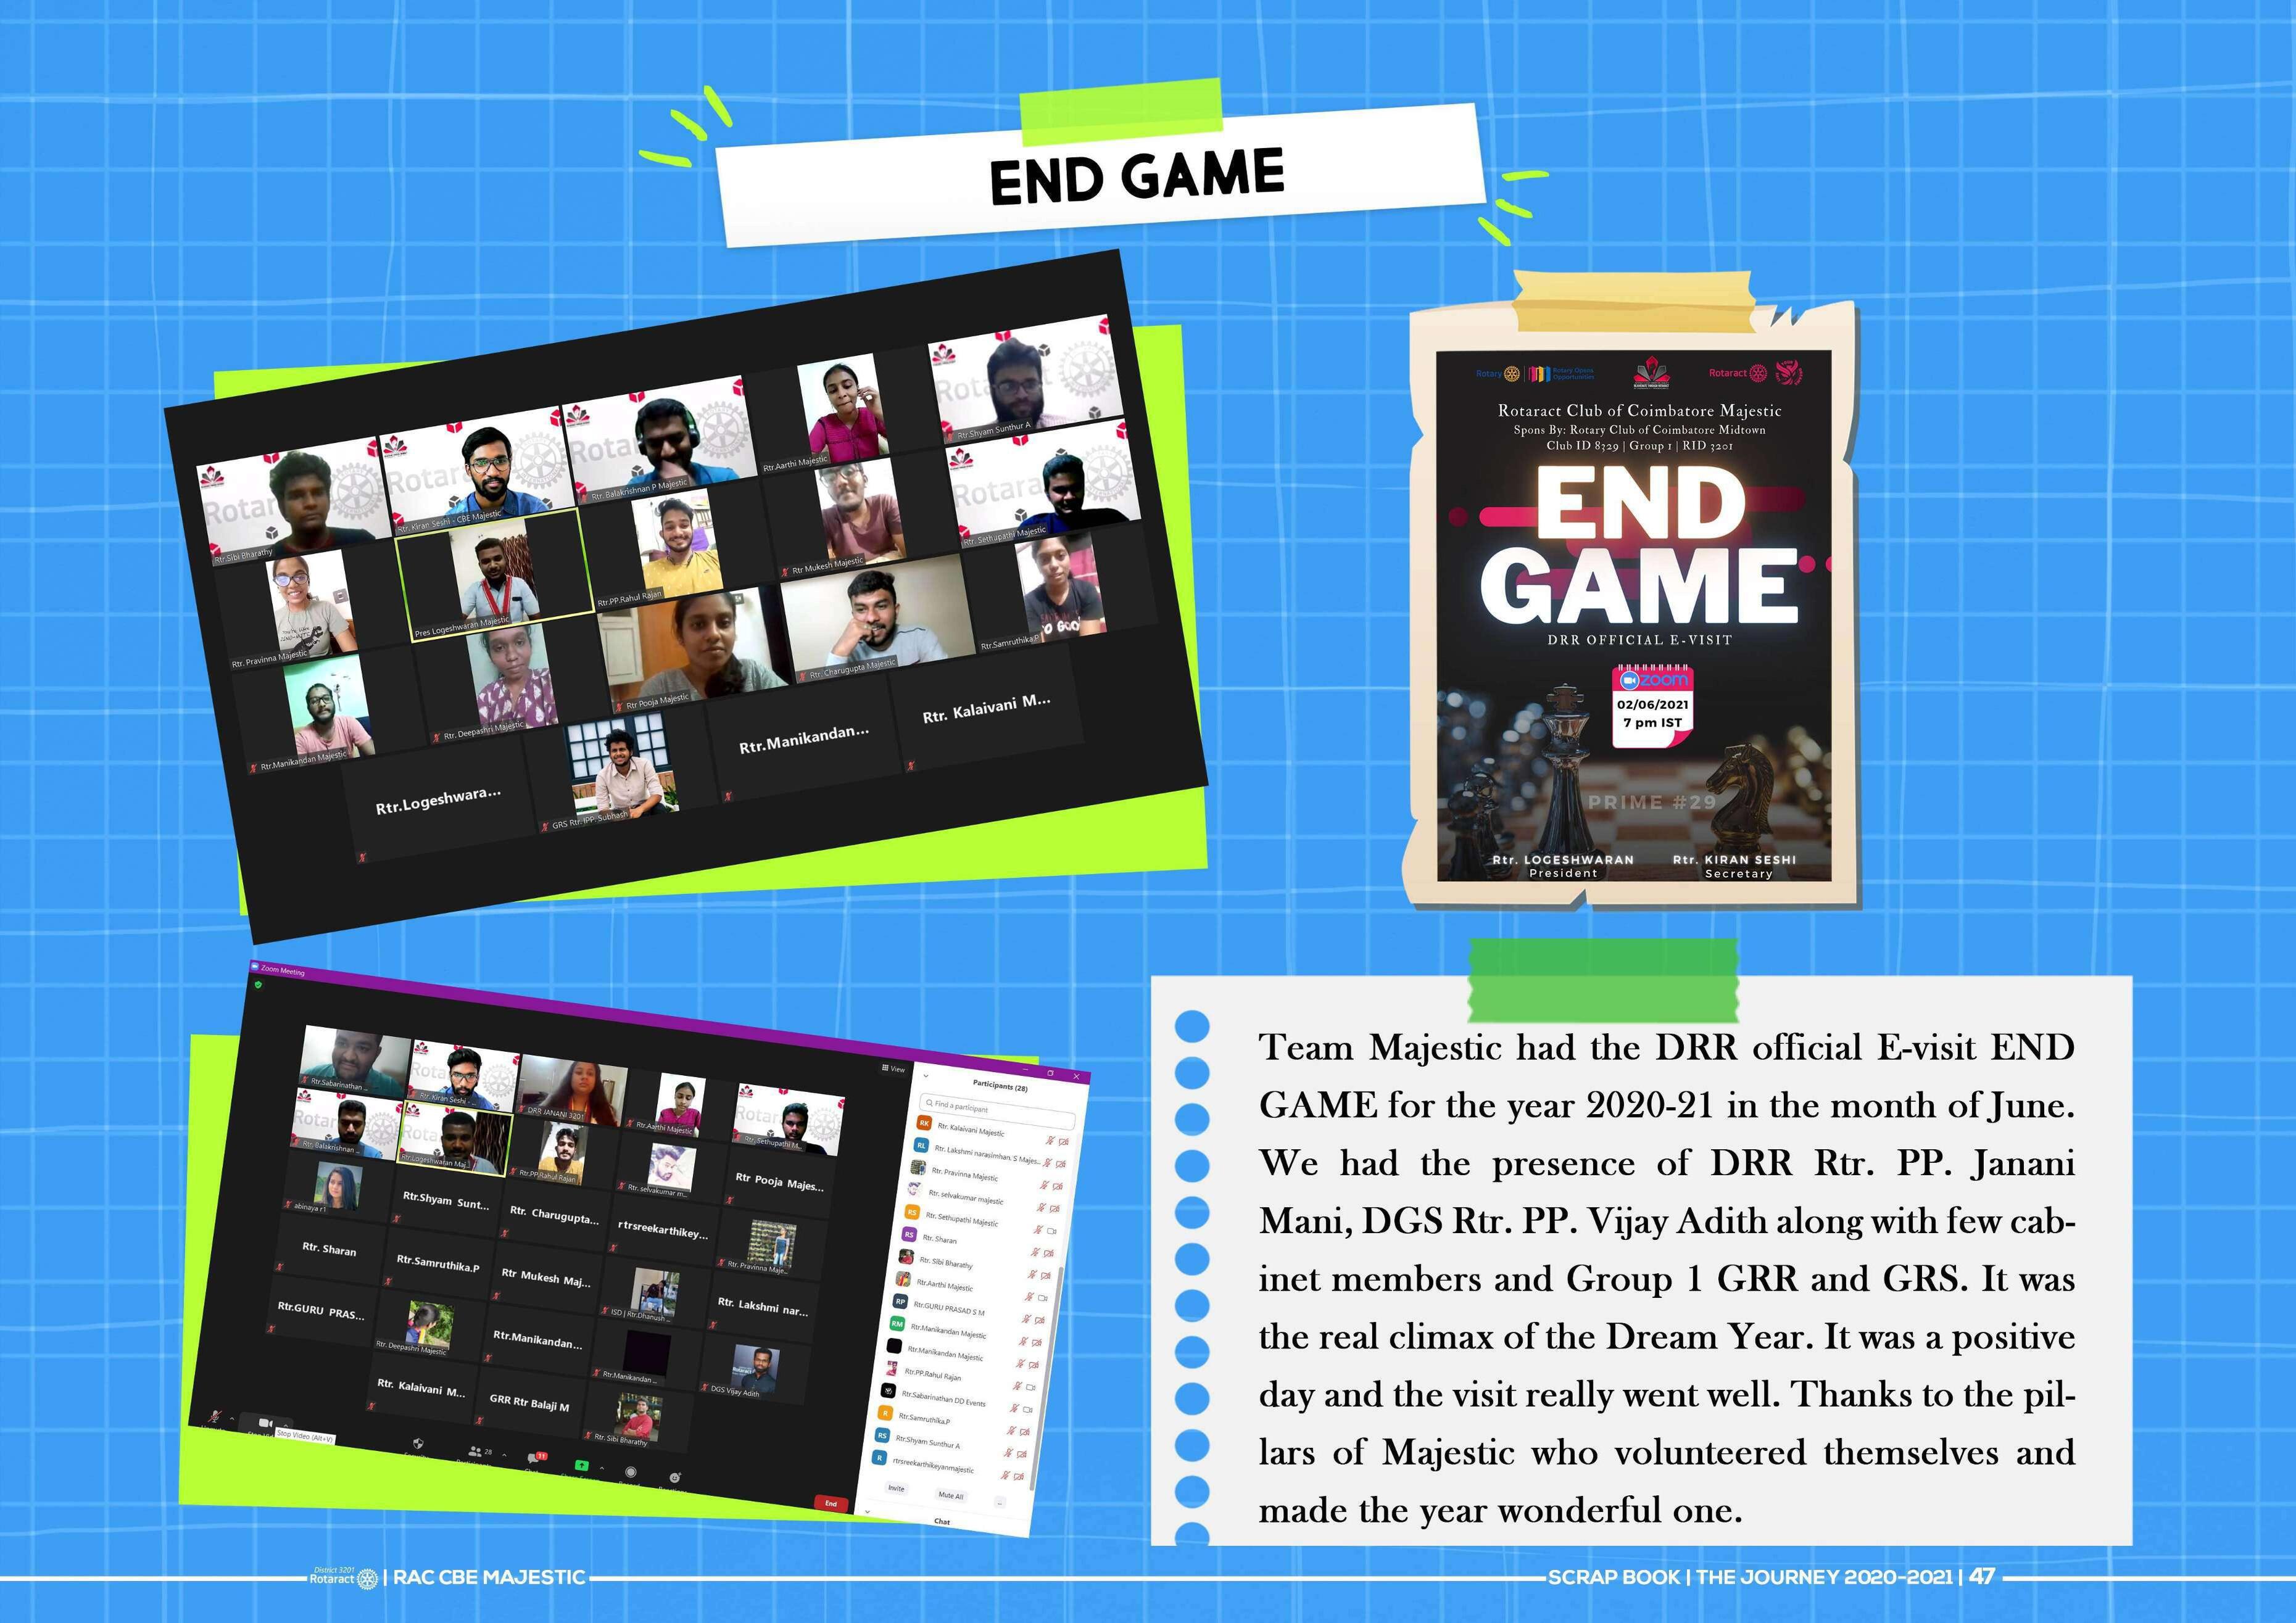 END GAME
Rtr.Sibi Bharathy
Rtr. Kiran Seshi - CBE Majestic
Rtr. Balakrishnan P Majestic
Rtr.Aarthi Majestic
Rtr.Shyam Sunthur A
Rtr. Pravinna Majestic
Pres Logeshwaran Majestic
Rtr.PP.Rahul Rajan
Rtr Mukesh Majestic
Rtr. Sethupathi Majestic
Rtr.Manikandan Majestic
Rtr. Deepashri Majestic
Rtr Pooja Majestic
Rtr. Charugupta Majestic
Rtr.Samruthika.P
Rtr.Logeshwara...
GRS Rtr. IPP. Subhash
Rtr.Manikandan...
Rtr. Kalaivani M...
Rotary
Rotary Opens
Opportunities
Rotaract
Rotaract Club of Coimbatore Majestic
Spons By: Rotary Club of Coimbatore Midtown
Club ID 8329 | Group 1 | RID 3201
END
GAME
DRR OFFICIAL E-VISIT
zoom
02/06/2021
7 pm IST
PRIME #29
Rtr. LOGESHWARAN
President
Rtr. KIRAN SESHI
Secretary
Zoom Meeting
View
Rtr.Sabarinathan ...
Rtr. Kiran Seshi - ...
DRR JANANI 3201
Rtr.Aarthi Majestic
Rtr. Sethupathi M...
Rtr. Balakrishnan ...
Rtr.Logeshwaran Maj...
Rtr.PP.Rahul Rajan
Rtr. selvakumar m...
Rtr Pooja Majes...
abinaya r1
Rtr.Shyam Sunt...
Rtr. Charugupta...
rtrsreekarthikey...
Rtr. Pravinna Maje...
Rtr. Sharan
Rtr.Samruthika.P
Rtr Mukesh Maj...
ISD | Rtr.Dhanush ...
Rtr. Lakshmi nar...
Rtr.GURU PRAS...
Rtr. Deepashri Majestic
Rtr.Manikandan...
Rtr.Manikandan ...
DGS Vijay Adith
Rtr. Kalaivani M...
GRR Rtr Balaji M
Rtr. Sibi Bharathy
Stop Video (Alt+V)
28
11
End
Participants (28)
Find a participant
RK Rtr. Kalaivani Majestic
RL Rtr. Lakshmi narasimhan. S Majes...
Rtr. Pravinna Majestic
Rtr. selvakumar majestic
RS Rtr. Sethupathi Majestic
RS Rtr. Sharan
Rtr. Sibi Bharathy
Rtr.Aarthi Majestic
RP Rtr.GURU PRASAD S M
RM Rtr.Manikandan Majestic
Rtr.Manikandan Majestic
Rtr.PP.Rahul Rajan
Rtr.Sabarinathan DD Events
R Rtr.Samruthika.P
RS Rtr.Shyam Sunthur A
R rtrsreekarthikeyanmajestic
Invite
Mute All
...
Chat
Team Majestic had the DRR official E-visit END
GAME for the year 2020-21 in the month of June.
We had the presence of DRR Rtr. PP. Janani
Mani, DGS Rtr. PP. Vijay Adith along with few cab-
inet members and Group 1 GRR and GRS. It was
the real climax of the Dream Year. It was a positive
day and the visit really went well. Thanks to the pil-
lars of Majestic who volunteered themselves and
made the year wonderful one.
District 3201
Rotaract | RAC CBE MAJESTIC
SCRAP BOOK | THE JOURNEY 2020-2021 | 47